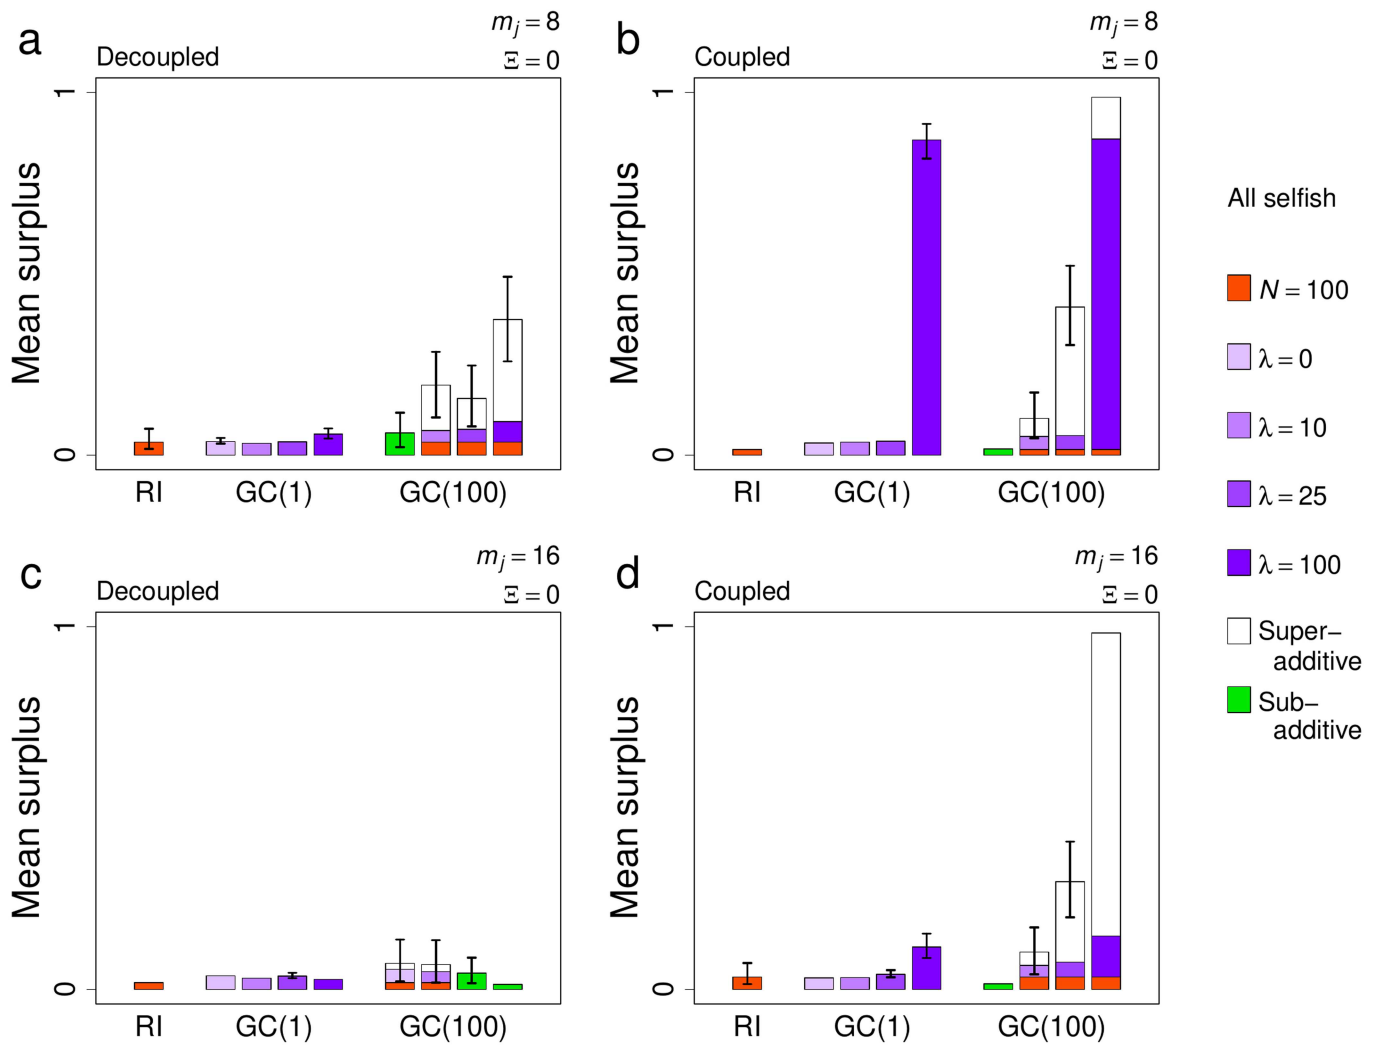 a
m_j = 8
Decoupled
Ξ = 0
1
Mean surplus
0
RI GC(1) GC(100)
b
m_j = 8
Coupled
Ξ = 0
1
Mean surplus
0
RI GC(1) GC(100)
c
m_j = 16
Decoupled
Ξ = 0
1
Mean surplus
0
RI GC(1) GC(100)
d
m_j = 16
Coupled
Ξ = 0
1
Mean surplus
0
RI GC(1) GC(100)
All selfish
N = 100
λ = 0
λ = 10
λ = 25
λ = 100
Super−
additive
Sub−
additive